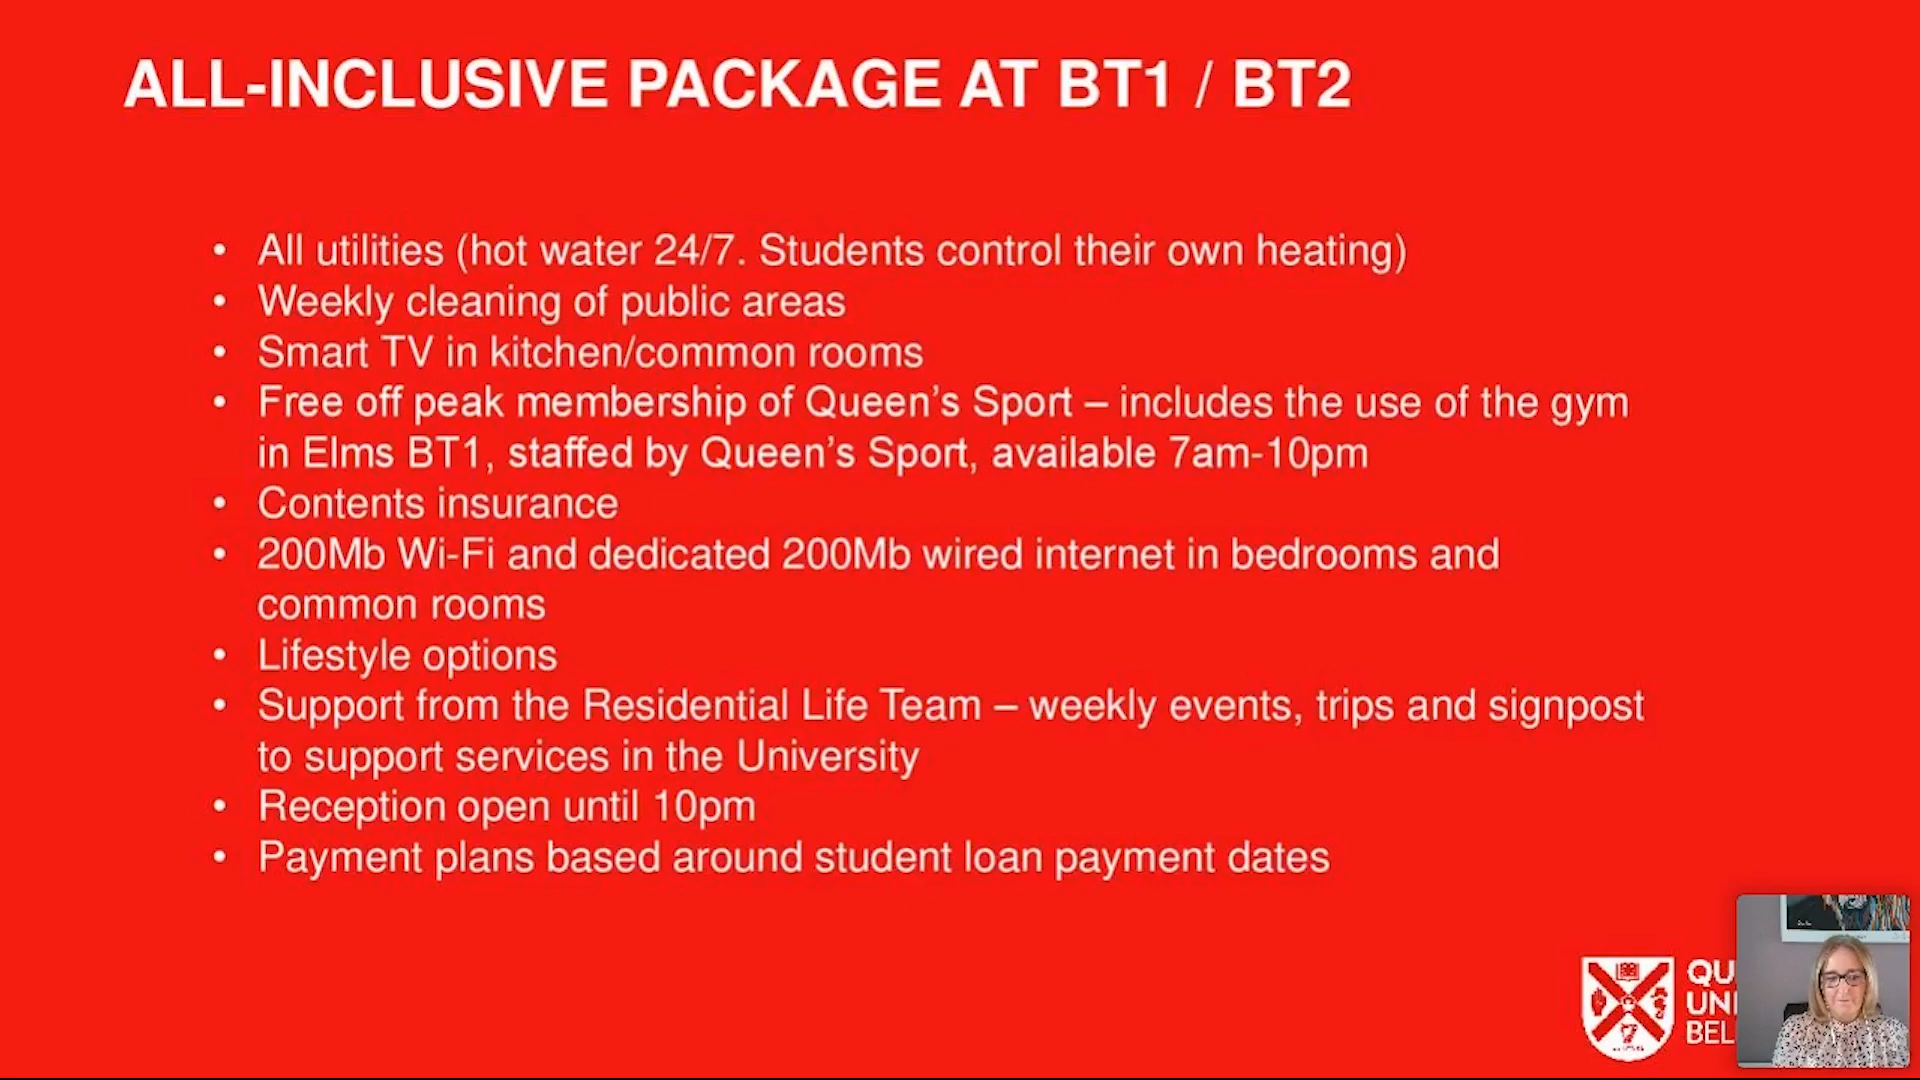 ALL-INCLUSIVE PACKAGE AT BT1 / BT2
• All utilities (hot water 24/7. Students control their own heating)
• Weekly cleaning of public areas
• Smart TV in kitchen/common rooms
• Free off peak membership of Queen’s Sport – includes the use of the gym
in Elms BT1, staffed by Queen’s Sport, available 7am-10pm
• Contents insurance
• 200Mb Wi-Fi and dedicated 200Mb wired internet in bedrooms and
common rooms
• Lifestyle options
• Support from the Residential Life Team – weekly events, trips and signpost
to support services in the University
• Reception open until 10pm
• Payment plans based around student loan payment dates
QU
UNI
BEL